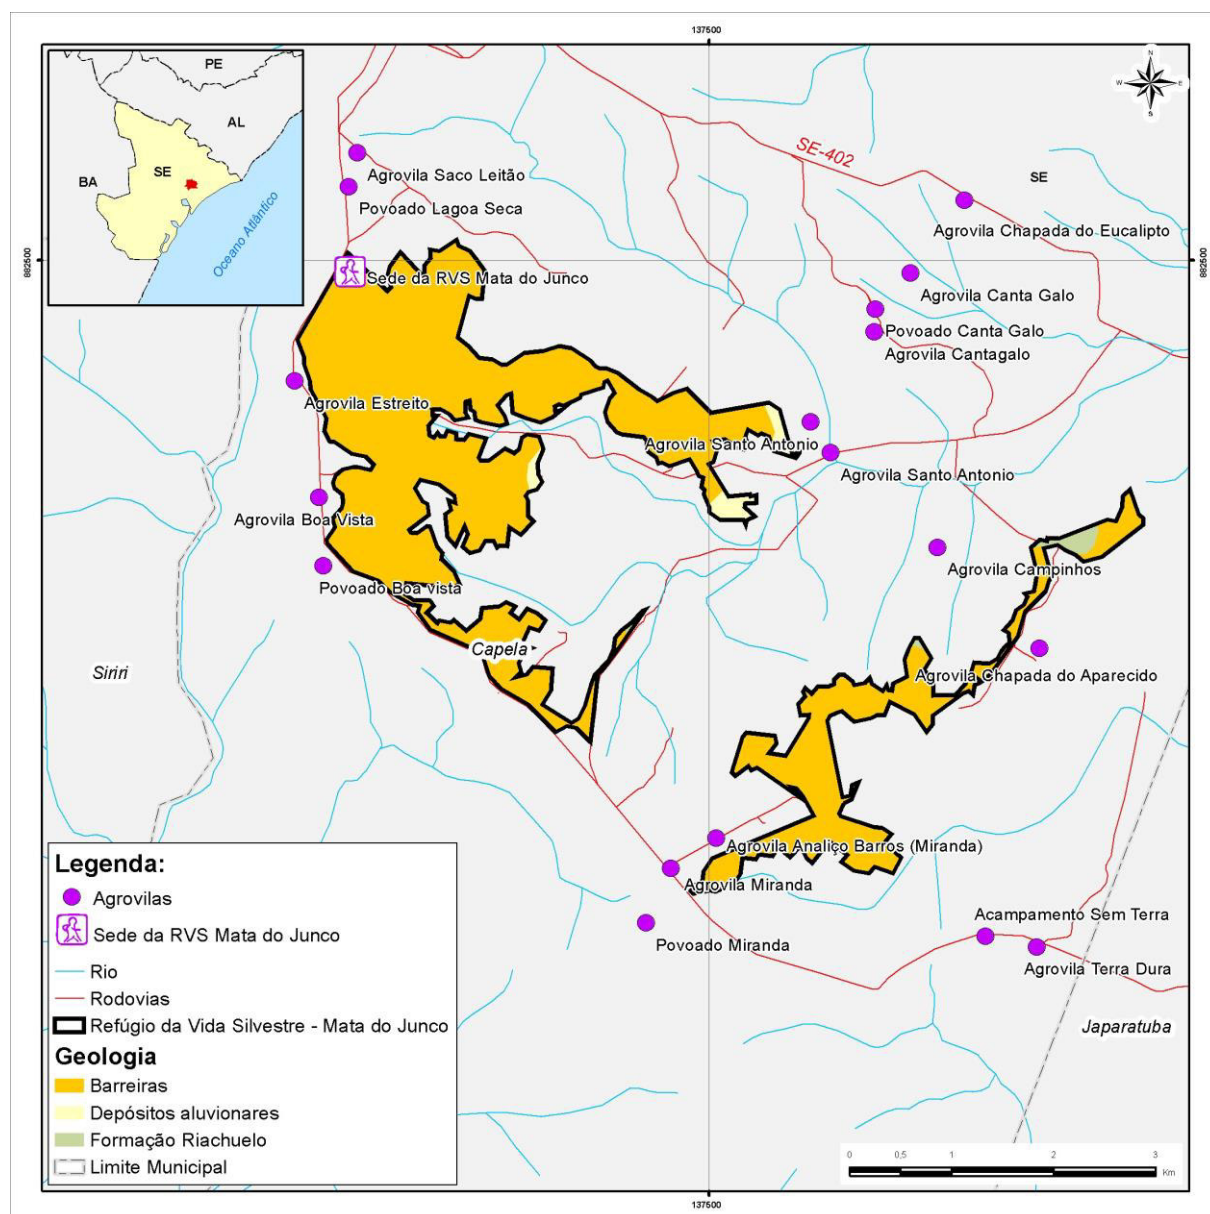 137500
PE
AL
SE
BA
Oceano Atlântico
N
W
E
S
SE-402
SE
Agrovila Saco Leitão
Povoado Lagoa Seca
Agrovila Chapada do Eucalipto
882500
882500
Sede da RVS Mata do Junco
Agrovila Canta Galo
Povoado Canta Galo
Agrovila Cantagalo
Agrovila Estreito
Agrovila Santo Antonio
Agrovila Santo Antonio
Agrovila Boa Vista
Agrovila Campinhos
Povoado Boa vista
Capela
Siriri
Agrovila Chapada do Aparecido
Agrovila Analiço Barros (Miranda)
Agrovila Miranda
Acampamento Sem Terra
Povoado Miranda
Agrovila Terra Dura
Japaratuba
Legenda:
Agrovilas
Sede da RVS Mata do Junco
Rio
Rodovias
Refúgio da Vida Silvestre - Mata do Junco
Geologia
Barreiras
Depósitos aluvionares
Formação Riachuelo
Limite Municipal
0 0,5 1 2 3
Km
137500